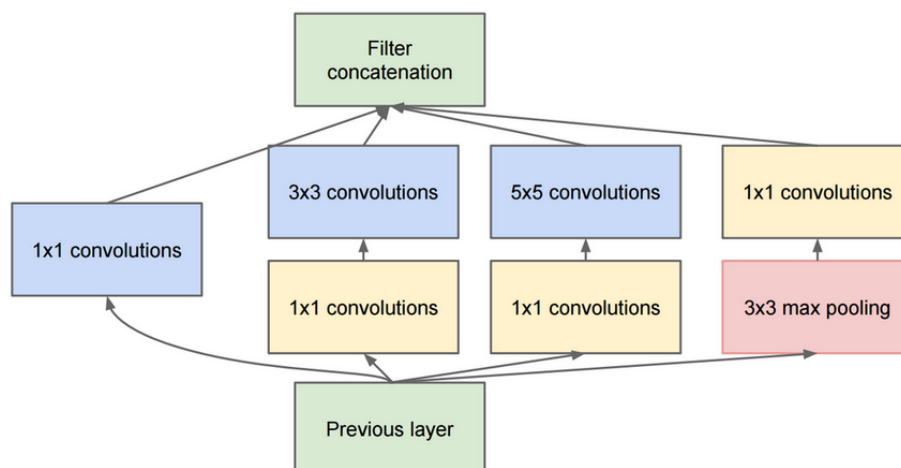 Filter
concatenation
3x3 convolutions
5x5 convolutions
1x1 convolutions
1x1 convolutions
1x1 convolutions
1x1 convolutions
3x3 max pooling
Previous layer